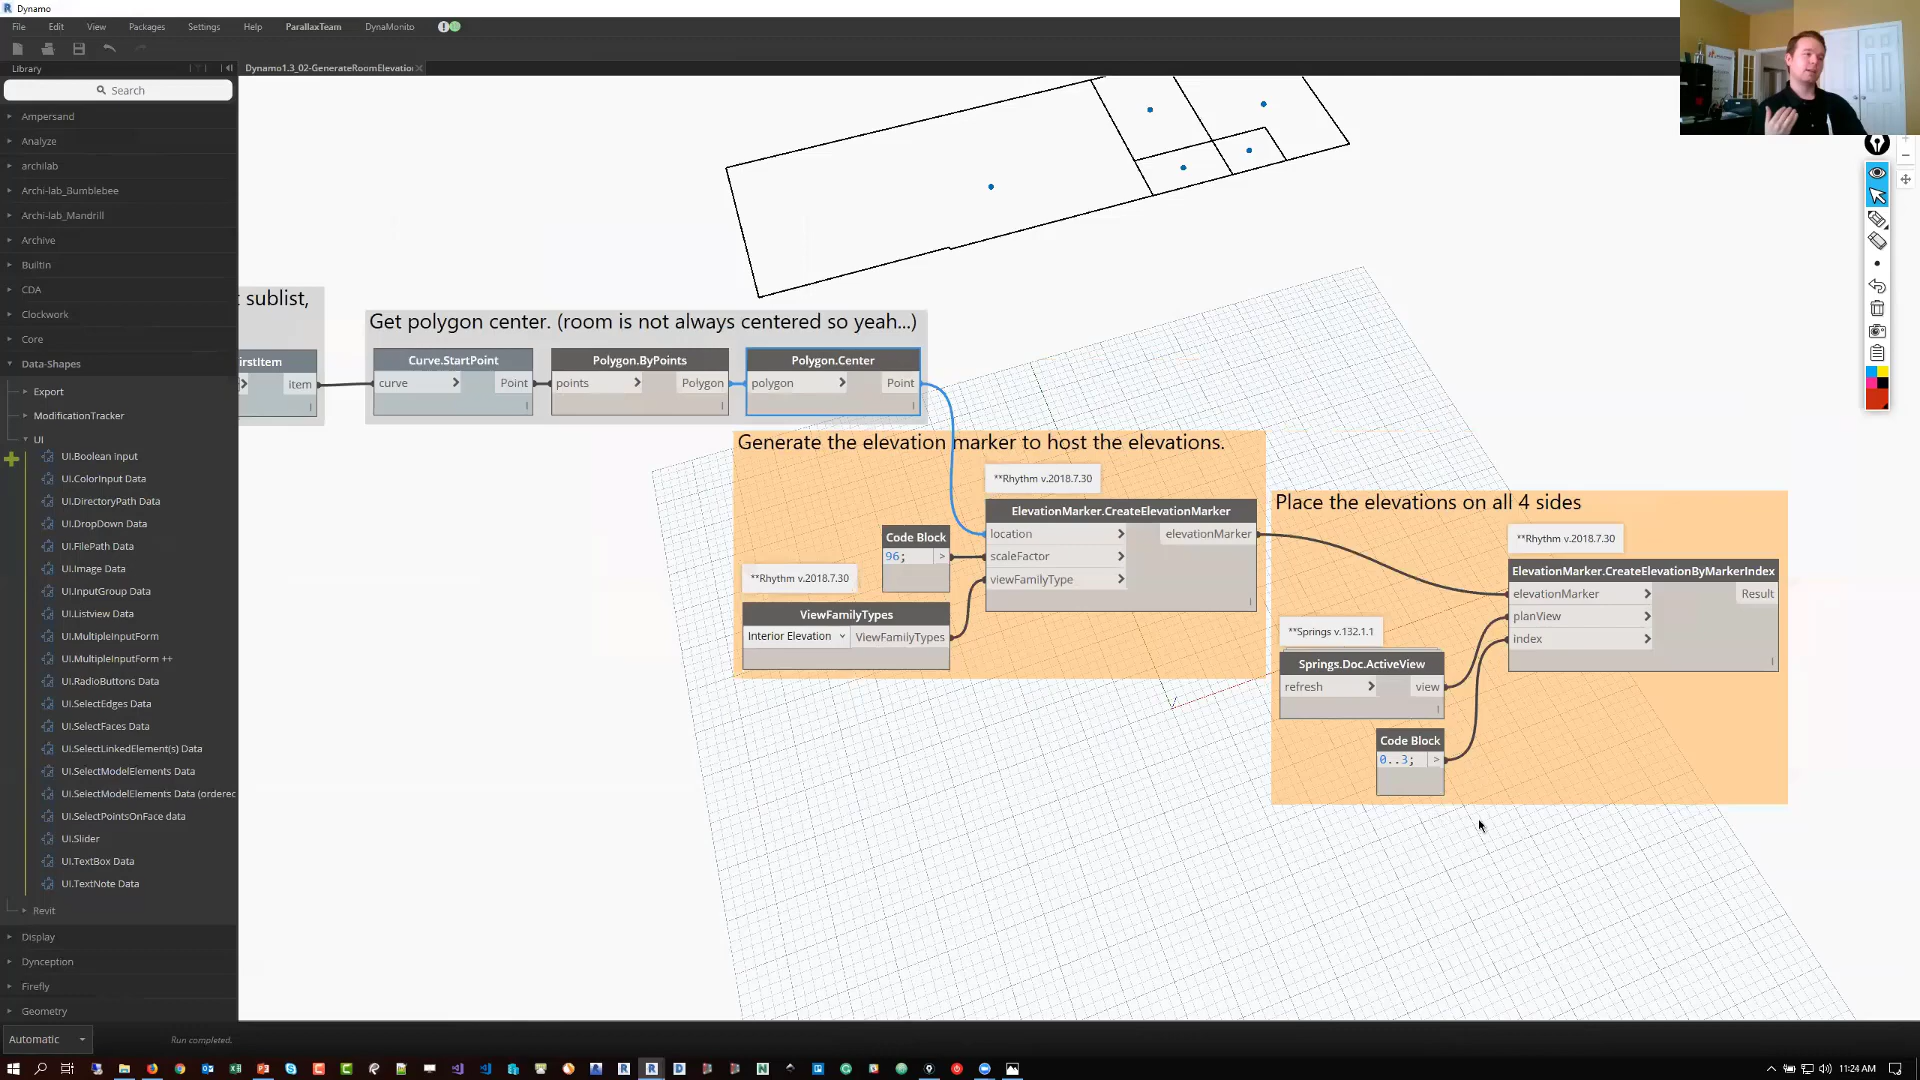 Dynamo
File Edit View Packages Settings Help ParallaxTeam DynaMonito
Library
Dynamo1.3_02-GenerateRoomElevatio
Search
Ampersand
Analyze
archilab
Archi-lab_Bumblebee
Archi-lab_Mandrill
Archive
BuiltIn
CDA
Clockwork
Core
Data-Shapes
Export
ModificationTracker
UI
UI.Boolean Input
UI.ColorInput Data
UI.DirectoryPath Data
UI.DropDown Data
UI.FilePath Data
UI.Image Data
UI.InputGroup Data
UI.Listview Data
UI.MultipleInputForm
UI.MultipleInputForm ++
UI.RadioButtons Data
UI.SelectEdges Data
UI.SelectFaces Data
UI.SelectLinkedElement(s) Data
UI.SelectModelElements Data
UI.SelectModelElements Data (ordered
UI.SelectPointsOnFace data
UI.Slider
UI.TextBox Data
UI.TextNote Data
Revit
Display
Dynception
Firefly
Geometry
Automatic
Run completed.
t sublist,
irstItem
item
Get polygon center. (room is not always centered so yeah...)
Curve.StartPoint
curve > Point
Polygon.ByPoints
points > Polygon
Polygon.Center
polygon > Point
Generate the elevation marker to host the elevations.
**Rhythm v.2018.7.30
ElevationMarker.CreateElevationMarker
location > elevationMarker
scaleFactor >
viewFamilyType >
Code Block
96; >
**Rhythm v.2018.7.30
ViewFamilyTypes
Interior Elevation ViewFamilyTypes
Place the elevations on all 4 sides
**Rhythm v.2018.7.30
ElevationMarker.CreateElevationByMarkerIndex
elevationMarker > Result
planView >
index >
**Springs v.132.1.1
Springs.Doc.ActiveView
refresh > view
Code Block
0..3; >
11:24 AM